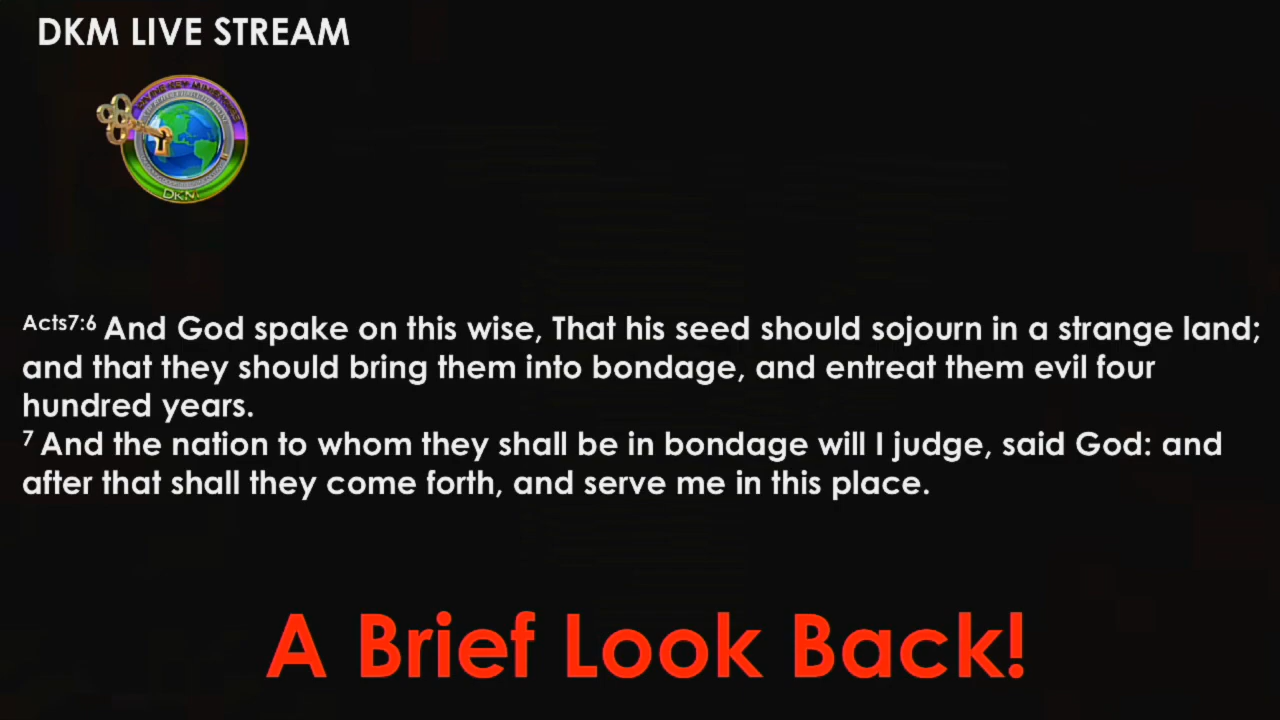 DKM LIVE STREAM
DKM
Acts7:6 And God spake on this wise, That his seed should sojourn in a strange land;
and that they should bring them into bondage, and entreat them evil four
hundred years.
7 And the nation to whom they shall be in bondage will I judge, said God: and
after that shall they come forth, and serve me in this place.
A Brief Look Back!